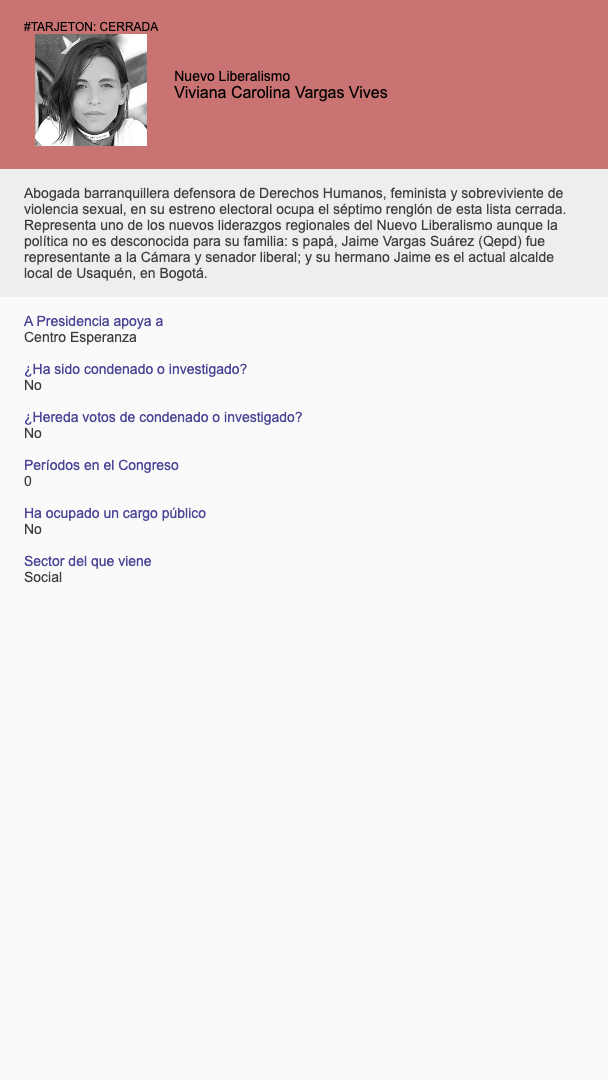 #TARJETON: CERRADA
Nuevo Liberalismo
Viviana Carolina Vargas Vives
Abogada barranquillera defensora de Derechos Humanos, feminista y sobreviviente de
violencia sexual, en su estreno electoral ocupa el séptimo renglón de esta lista cerrada.
Representa uno de los nuevos liderazgos regionales del Nuevo Liberalismo aunque la
política no es desconocida para su familia: s papá, Jaime Vargas Suárez (Qepd) fue
representante a la Cámara y senador liberal; y su hermano Jaime es el actual alcalde
local de Usaquén, en Bogotá.
A Presidencia apoya a
Centro Esperanza
¿Ha sido condenado o investigado?
No
¿Hereda votos de condenado o investigado?
No
Períodos en el Congreso
0
Ha ocupado un cargo público
No
Sector del que viene
Social